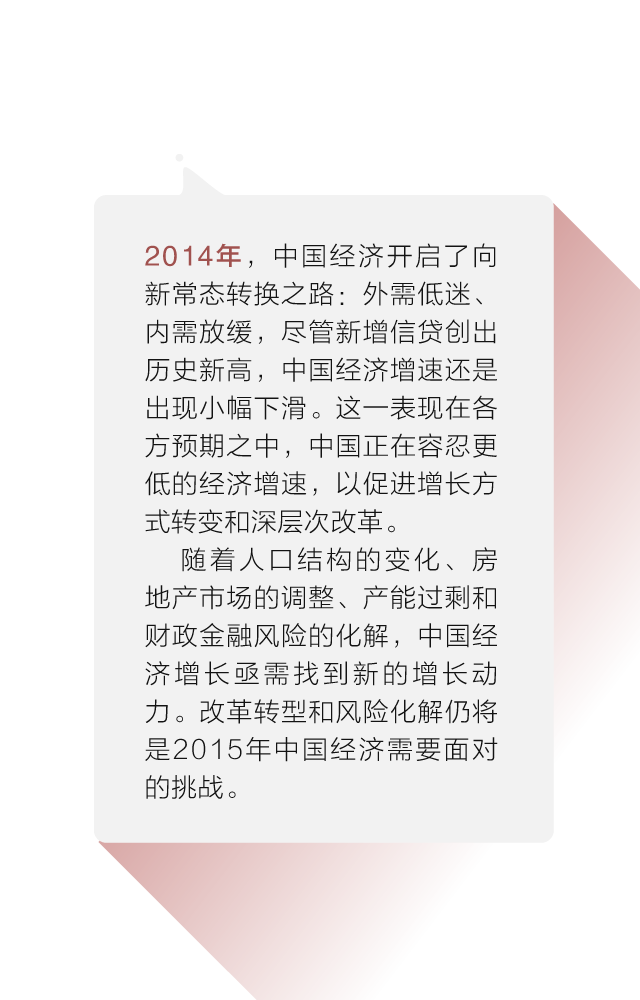 2014年，中国经济开启了向
新常态转换之路：外需低迷、
内需放缓，尽管新增信贷创出
历史新高，中国经济增速还是
出现小幅下滑。这一表现在各
方预期之中，中国正在容忍更
低的经济增速，以促进增长方
式转变和深层次改革。
随着人口结构的变化、房
地产市场的调整、产能过剩和
财政金融风险的化解，中国经
济增长亟需找到新的增长动
力。改革转型和风险化解仍将
是2015年中国经济需要面对
的挑战。